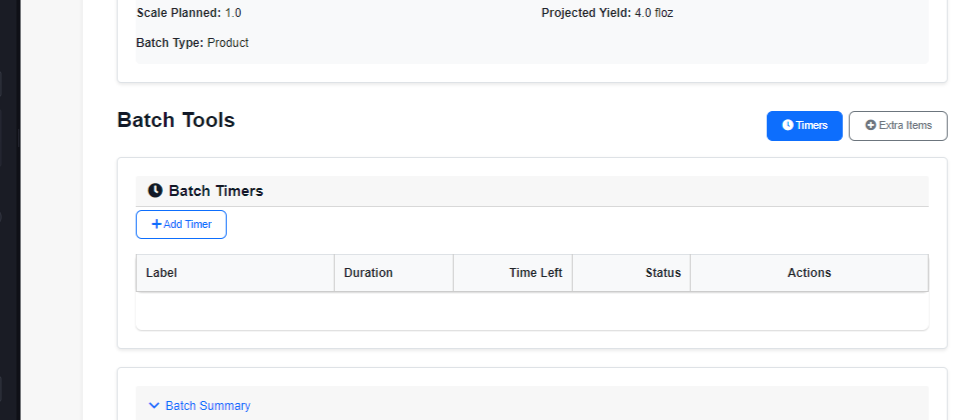 Scale Planned: 1.0 Projected Yield: 4.0 floz
Batch Type: Product
Batch Tools
Timers Extra Items
Batch Timers
Add Timer
Label Duration Time Left Status Actions
Batch Summary